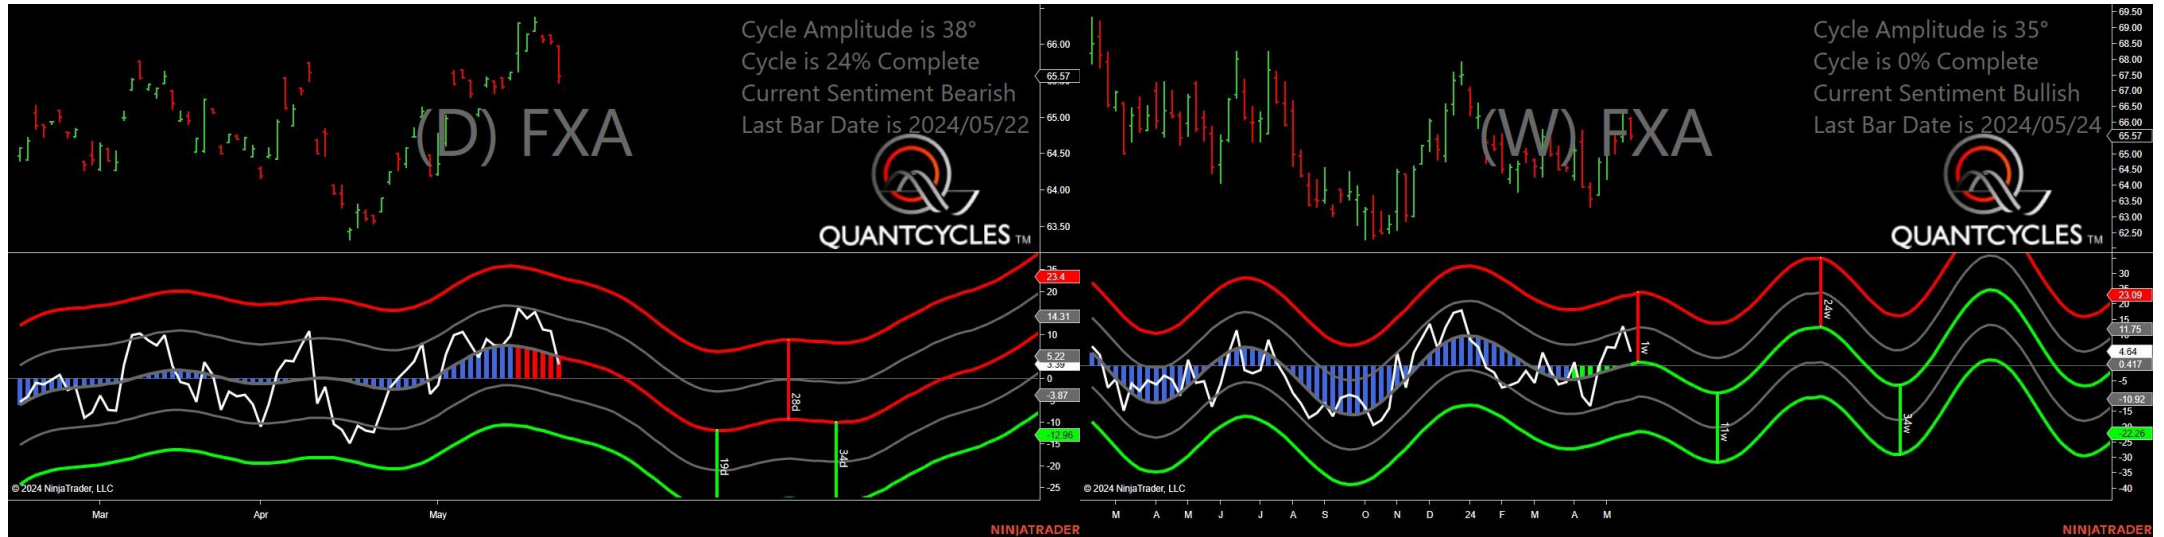 Cycle Amplitude is 38°
Cycle is 24% Complete
Current Sentiment Bearish
Last Bar Date is 2024/05/22
(D) FXA
QUANTCYCLES TM
66.00
65.57
65.00
64.50
64.00
63.50
23.4
20
14.31
10
5.22
3.39
0
-3.87
-10
-12.96
-15
-20
-25
28d
19d
34d
© 2024 NinjaTrader, LLC
Mar
Apr
May
NINJATRADER
Cycle Amplitude is 35°
Cycle is 0% Complete
Current Sentiment Bullish
Last Bar Date is 2024/05/24
(W) FXA
QUANTCYCLES TM
69.50
69.00
68.50
68.00
67.50
67.00
66.50
66.00
65.57
65.00
64.50
64.00
63.50
63.00
62.50
30
23.09
20
15
11.75
4.64
0.417
-5
-10.92
-15
-22.26
-30
-35
-40
1w
24w
11w
34w
© 2024 NinjaTrader, LLC
M A M J J A S O N D 24 F M A M
NINJATRADER